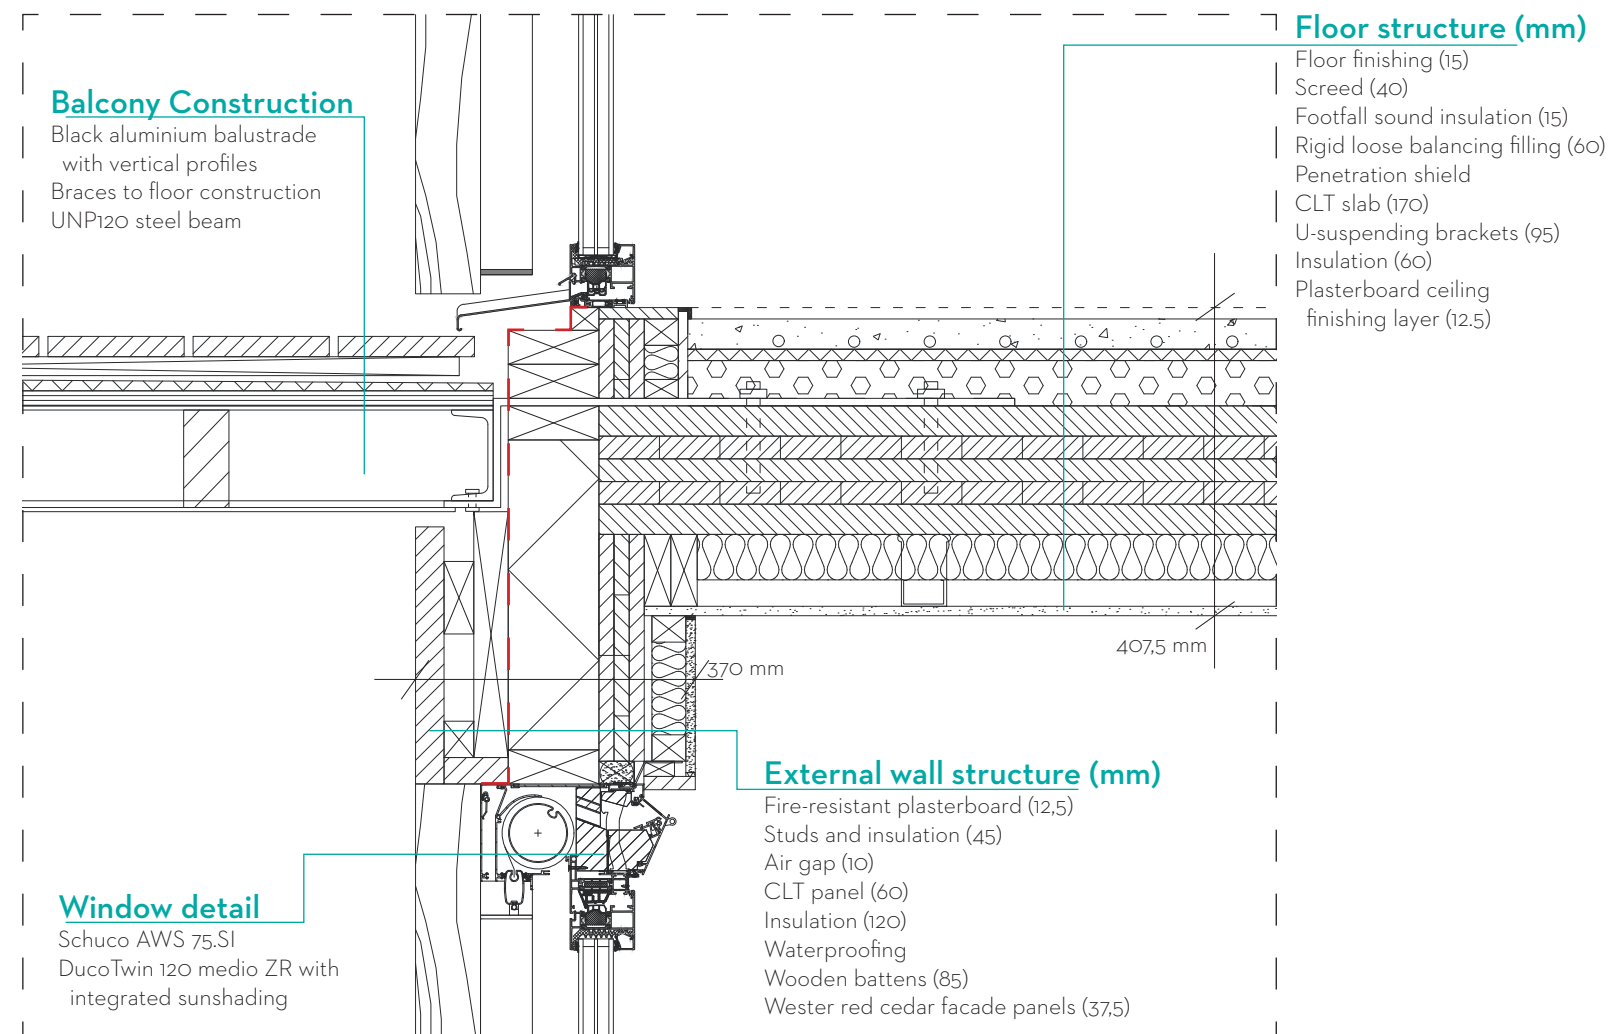 Balcony Construction
Black aluminium balustrade
with vertical profiles
Braces to floor construction
UNP120 steel beam
Floor structure (mm)
Floor finishing (15)
Screed (40)
Footfall sound insulation (15)
Rigid loose balancing filling (60)
Penetration shield
CLT slab (170)
U-suspending brackets (95)
Insulation (60)
Plasterboard ceiling
finishing layer (12.5)
407,5 mm
370 mm
External wall structure (mm)
Fire-resistant plasterboard (12,5)
Studs and insulation (45)
Air gap (10)
CLT panel (60)
Insulation (120)
Waterproofing
Wooden battens (85)
Wester red cedar facade panels (37,5)
Window detail
Schuco AWS 75.SI
DucoTwin 120 medio ZR with
integrated sunshading